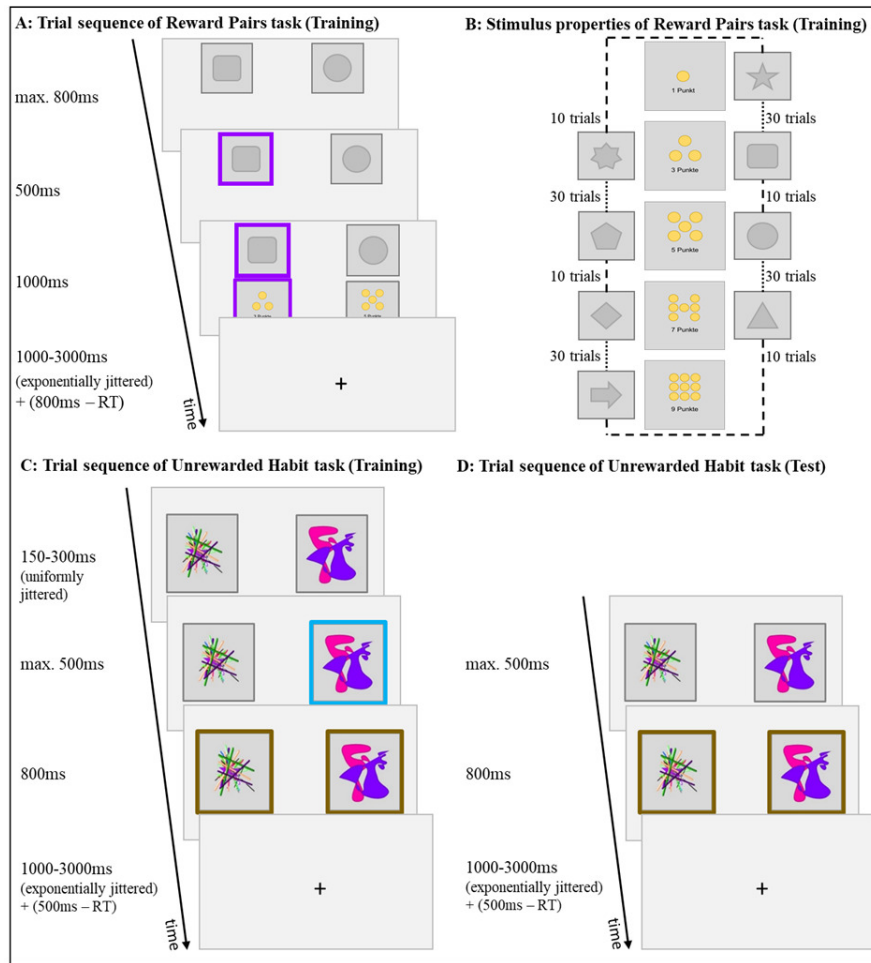 A: Trial sequence of Reward Pairs task (Training)
max. 800ms
500ms
1000ms
1000-3000ms
(exponentially jittered)
+ (800ms – RT)
+
time
B: Stimulus properties of Reward Pairs task (Training)
1 Punkt
10 trials
30 trials
3 Punkte
30 trials
10 trials
5 Punkte
10 trials
30 trials
7 Punkte
30 trials
10 trials
9 Punkte
C: Trial sequence of Unrewarded Habit task (Training)
150-300ms
(uniformly
jittered)
max. 500ms
800ms
1000-3000ms
(exponentially jittered)
+ (500ms – RT)
+
time
D: Trial sequence of Unrewarded Habit task (Test)
max. 500ms
800ms
1000-3000ms
(exponentially jittered)
+ (500ms – RT)
+
time